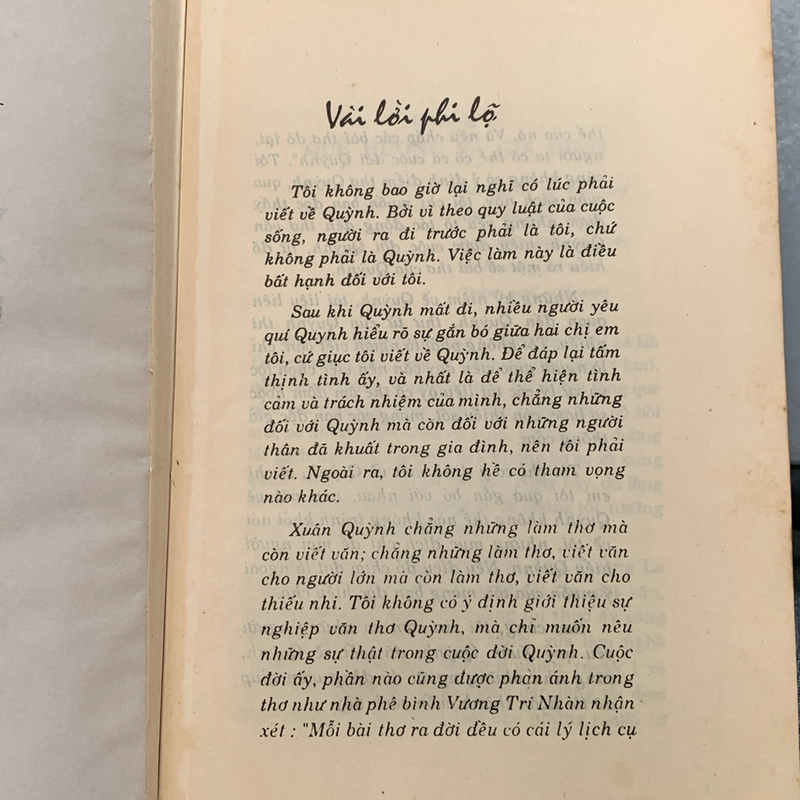 Vài lời phi lộ
Tôi không bao giờ lại nghĩ có lúc phải
viết về Quỳnh. Bởi vì theo quy luật của cuộc
sống, người ra đi trước phải là tôi, chứ
không phải là Quỳnh. Việc làm này là điều
bất hạnh đối với tôi.
Sau khi Quỳnh mất đi, nhiều người yêu
quí Quynh hiểu rõ sự gắn bó giữa hai chị em
tôi, cứ giục tôi viết về Quỳnh. Để đáp lại tấm
thịnh tình ấy, và nhất là để thể hiện tình
cảm và trách nhiệm của mình, chẳng những
đối với Quỳnh mà còn đối với những người
thân đã khuất trong gia đình, nên tôi phải
viết. Ngoài ra, tôi không hề có tham vọng
nào khác.
Xuân Quỳnh chẳng những làm thơ mà
còn viết văn; chẳng những làm thơ, viết văn
cho người lớn mà còn làm thơ, viết văn cho
thiếu nhi. Tôi không có ý định giới thiệu sự
nghiệp văn thơ Quỳnh, mà chỉ muốn nêu
những sự thật trong cuộc đời Quỳnh. Cuộc
đời ấy, phần nào cũng được phản ánh trong
thơ như nhà phê bình Vương Trí Nhàn nhận
xét : "Mỗi bài thơ ra đời đều có cái lý lịch cụ